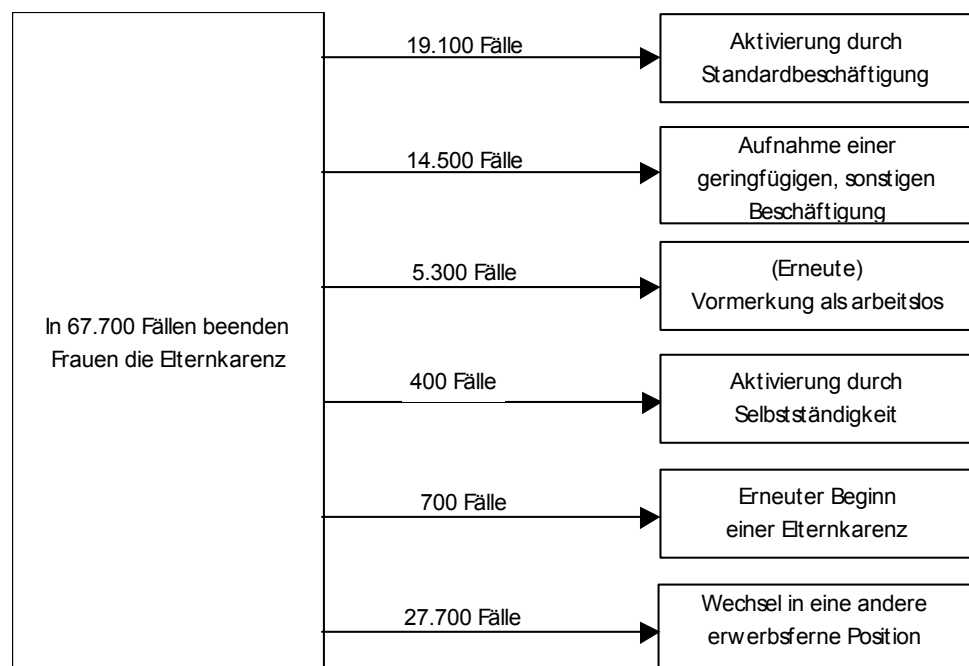 In 67.700 Fällen beenden
Frauen die Elternkarenz
19.100 Fälle
Aktivierung durch
Standardbeschäftigung
14.500 Fälle
Aufnahme einer
geringfügigen, sonstigen
Beschäftigung
5.300 Fälle
(Erneute)
Vormerkung als arbeitslos
400 Fälle
Aktivierung durch
Selbstständigkeit
700 Fälle
Erneuter Beginn
einer Elternkarenz
27.700 Fälle
Wechsel in eine andere
erwerbsferne Position